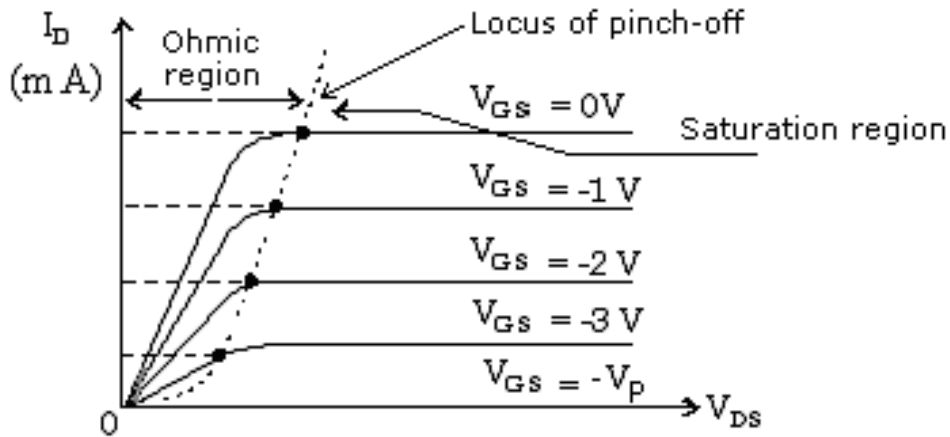 I_D
(m A)
Ohmic
region
Locus of pinch-off
V_GS = 0V
Saturation region
V_GS = -1 V
V_GS = -2 V
V_GS = -3 V
V_GS = -V_p
0
V_DS